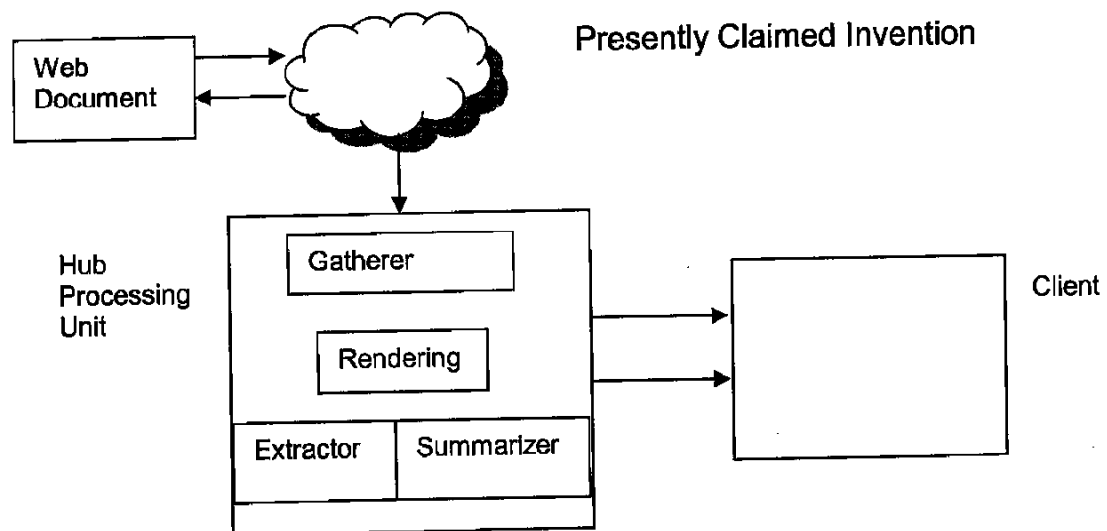 Presently Claimed Invention
Web
Document
Gatherer
Hub
Processing
Unit
Client
Rendering
Extractor
Summarizer